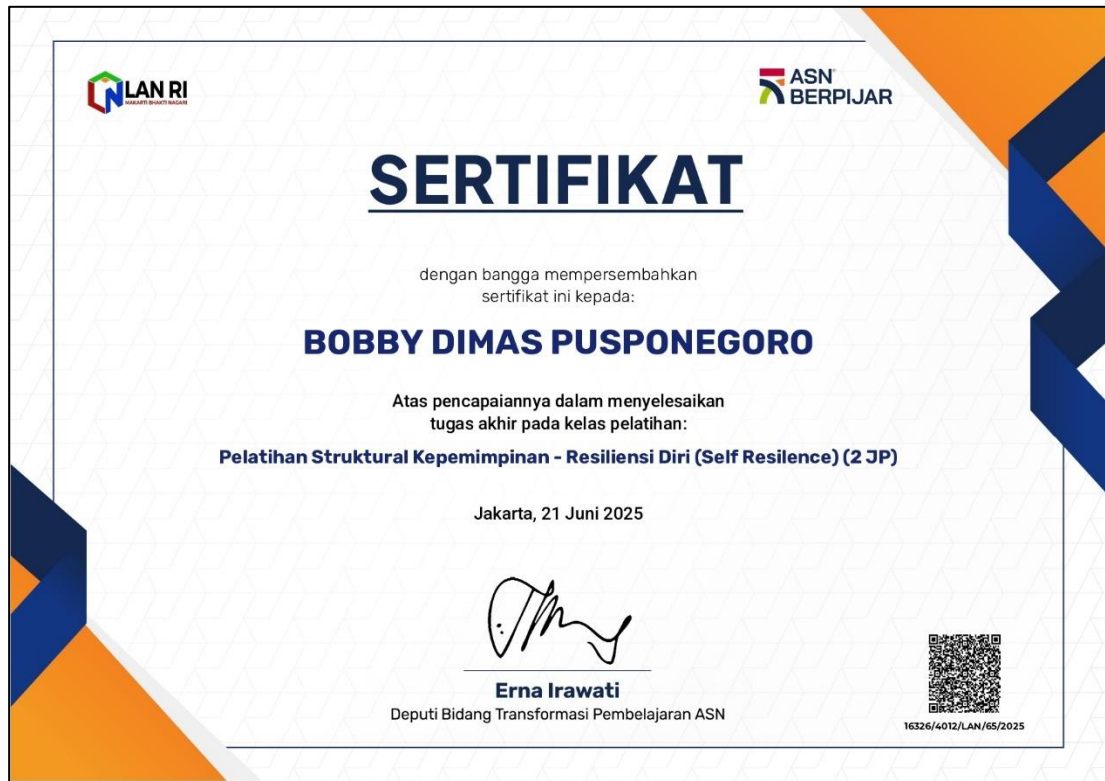 LAN RI
MAKARTI BHAKTI NAGARI
ASN
BERPIJAR
SERTIFIKAT
dengan bangga mempersembahkan
sertifikat ini kepada:
BOBBY DIMAS PUSPONEGORO
Atas pencapaiannya dalam menyelesaikan
tugas akhir pada kelas pelatihan:
Pelatihan Struktural Kepemimpinan - Resiliensi Diri (Self Resilence) (2 JP)
Jakarta, 21 Juni 2025
Erna Irawati
Deputi Bidang Transformasi Pembelajaran ASN
16326/4012/LAN/65/2025